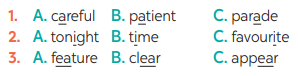 1. A. careful B. patient C. parade
2. A. tonight B. time C. favourite
3. A. feature B. clear C. appear